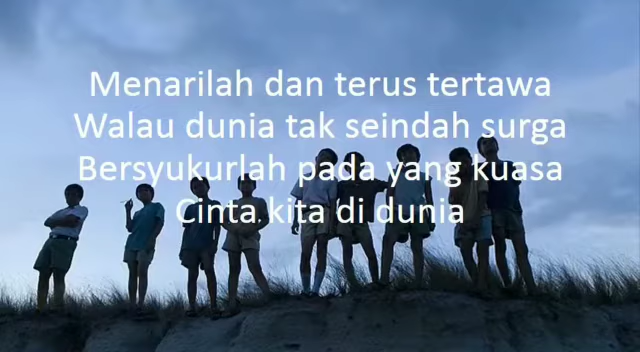 Menarilah dan terus tertawa
Walau dunia tak seindah surga
Bersyukurlah pada yang kuasa
Cinta kita di dunia